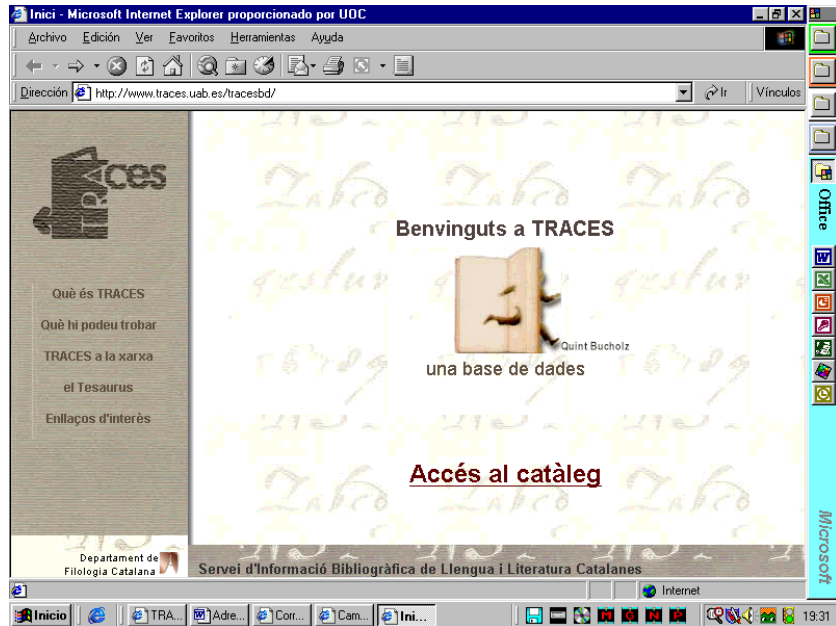 Inici - Microsoft Internet Explorer proporcionado por UOC
Archivo Edición Ver Favoritos Herramientas Ayuda
Dirección http://www.traces.uab.es/tracesbd/ Ir Vínculos
TRAces
Benvinguts a TRACES
Quint Bucholz
una base de dades
Accés al catàleg
Què és TRACES
Què hi podeu trobar
TRACES a la xarxa
el Tesaurus
Enllaços d'interès
Departament de
Filologia Catalana
Servei d'Informació Bibliogràfica de Llengua i Literatura Catalanes
Internet
Office
Microsoft
Inicio TRA... Adre... Corr... Cam... Ini... M O N P 19:31